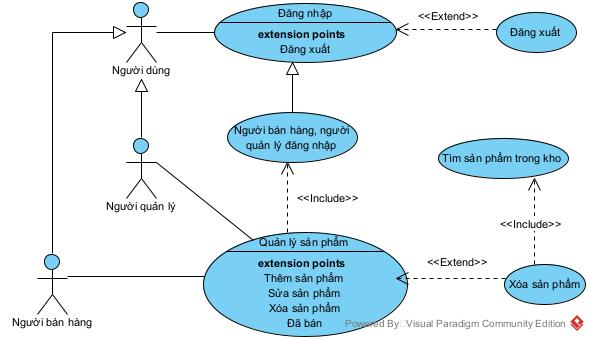 Đăng nhập
extension points
Đăng xuất
<<Extend>>
Đăng xuất
Người dùng
Người bán hàng, người
quản lý đăng nhập
Tìm sản phẩm trong kho
Người quản lý
<<Include>>
<<Include>>
Quản lý sản phẩm
extension points
Thêm sản phẩm
Sửa sản phẩm
Xóa sản phẩm
Đã bán
<<Extend>>
Xóa sản phẩm
Người bán hàng
Powered By Visual Paradigm Community Edition